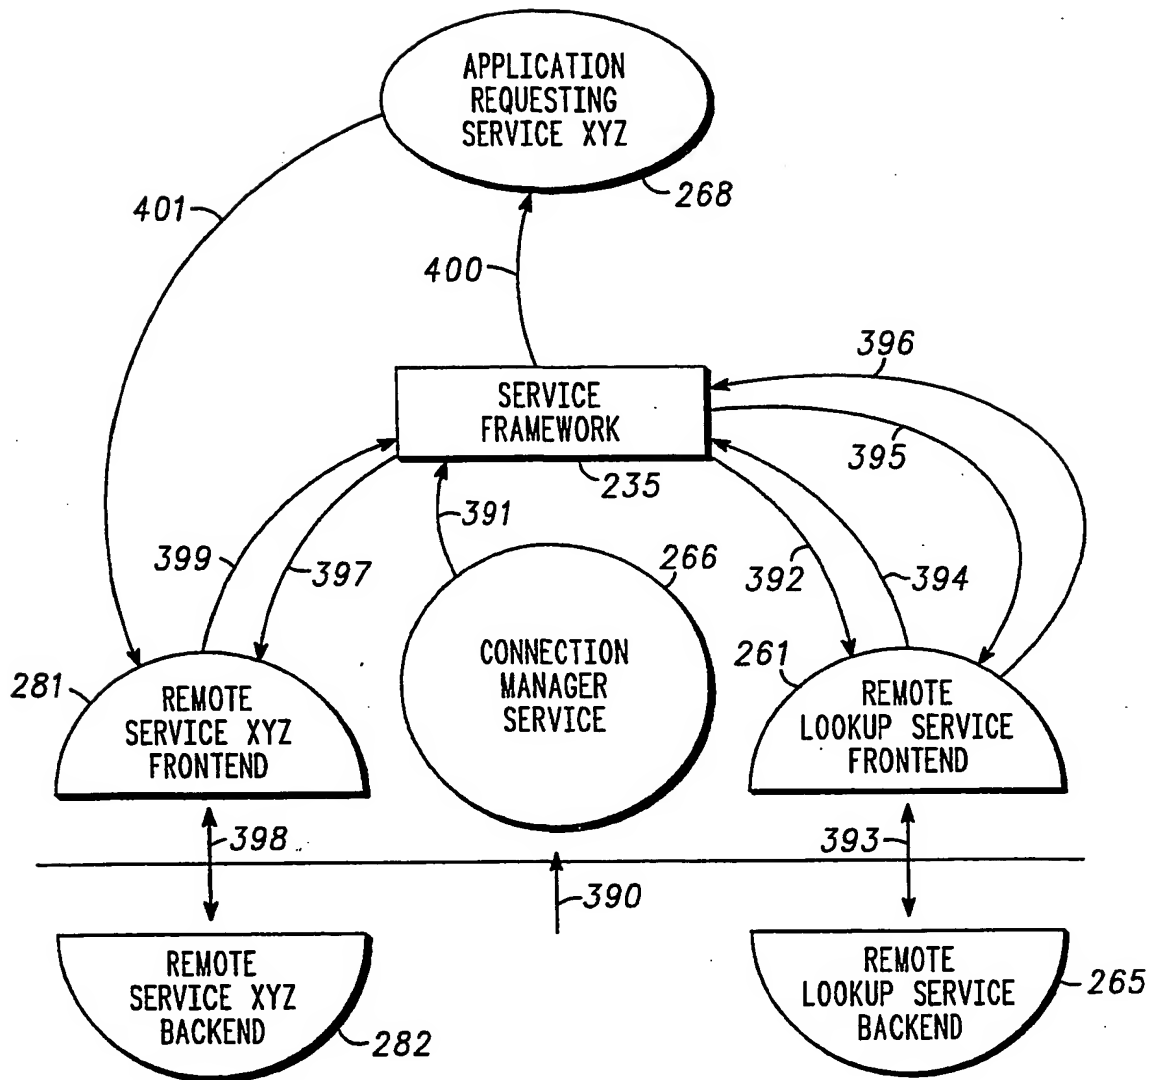 APPLICATION
REQUESTING
SERVICE XYZ
268
401
400
396
SERVICE
FRAMEWORK
395
235
391
399
397
266
392
394
CONNECTION
MANAGER
SERVICE
281
REMOTE
SERVICE XYZ
FRONTEND
261
REMOTE
LOOKUP SERVICE
FRONTEND
398
393
390
REMOTE
SERVICE XYZ
BACKEND
282
REMOTE
LOOKUP SERVICE
BACKEND
265